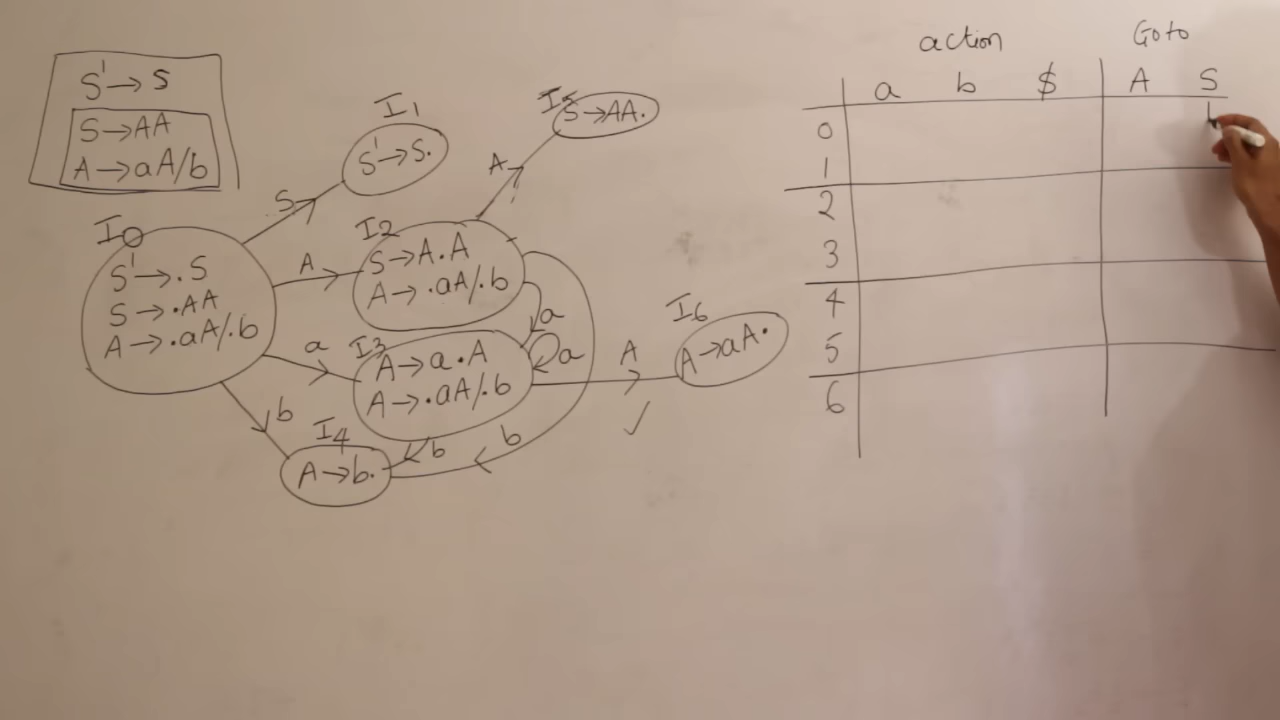 S' → S
S → AA
A → aA/b
I0
S' → .S
S → .AA
A → .aA/.b
S
I1
S' → S.
A
I2
S → A.A
A → .aA/.b
A
I5
S → AA.
a
a
a
I3
A → a.A
A → .aA/.b
A
I6
A → aA.
b
b
b
I4
A → b.
action Goto
a b $ A S
0
1
2
3
4
5
6